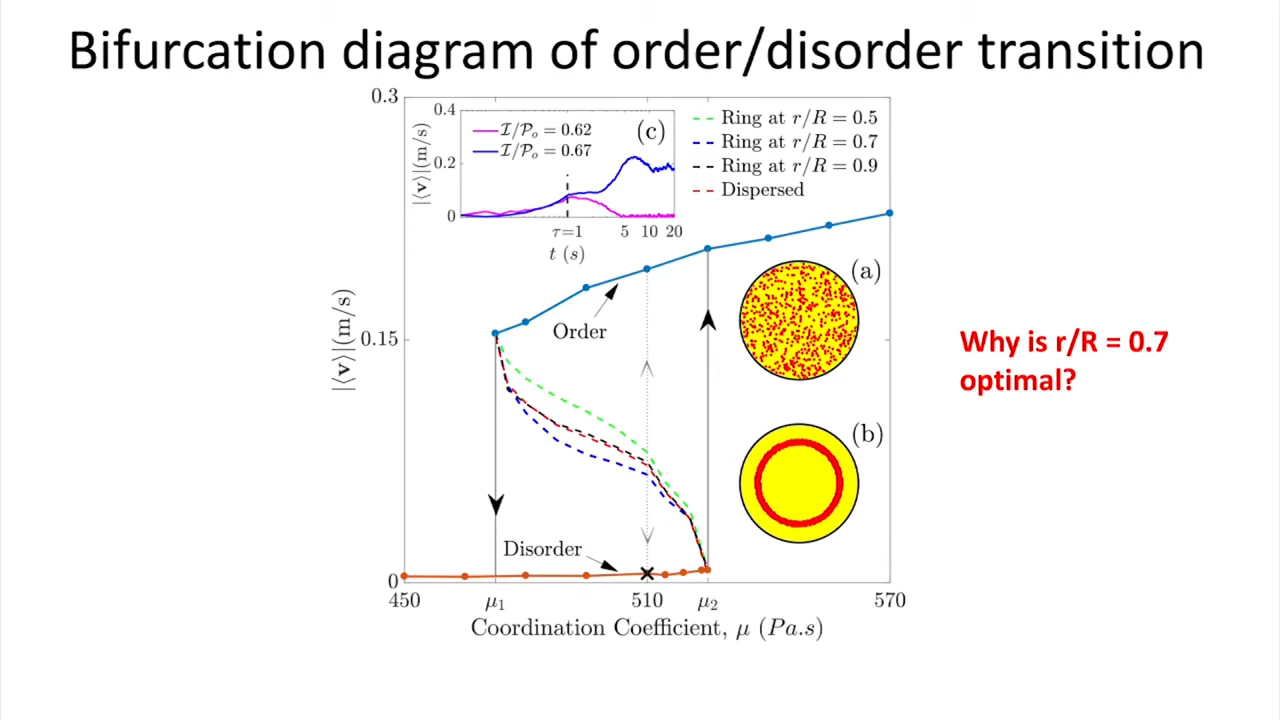 Bifurcation diagram of order/disorder transition
0.3
0.4
0.2
0
|⟨v⟩|(m/s)
(c)
I/Pₒ = 0.62
I/Pₒ = 0.67
τ=1
5
10
20
t (s)
Ring at r/R = 0.5
Ring at r/R = 0.7
Ring at r/R = 0.9
Dispersed
|⟨v⟩|(m/s)
0.15
Order
(a)
Why is r/R = 0.7
optimal?
(b)
Disorder
0
450
μ₁
510
μ₂
570
Coordination Coefficient, μ (Pa.s)